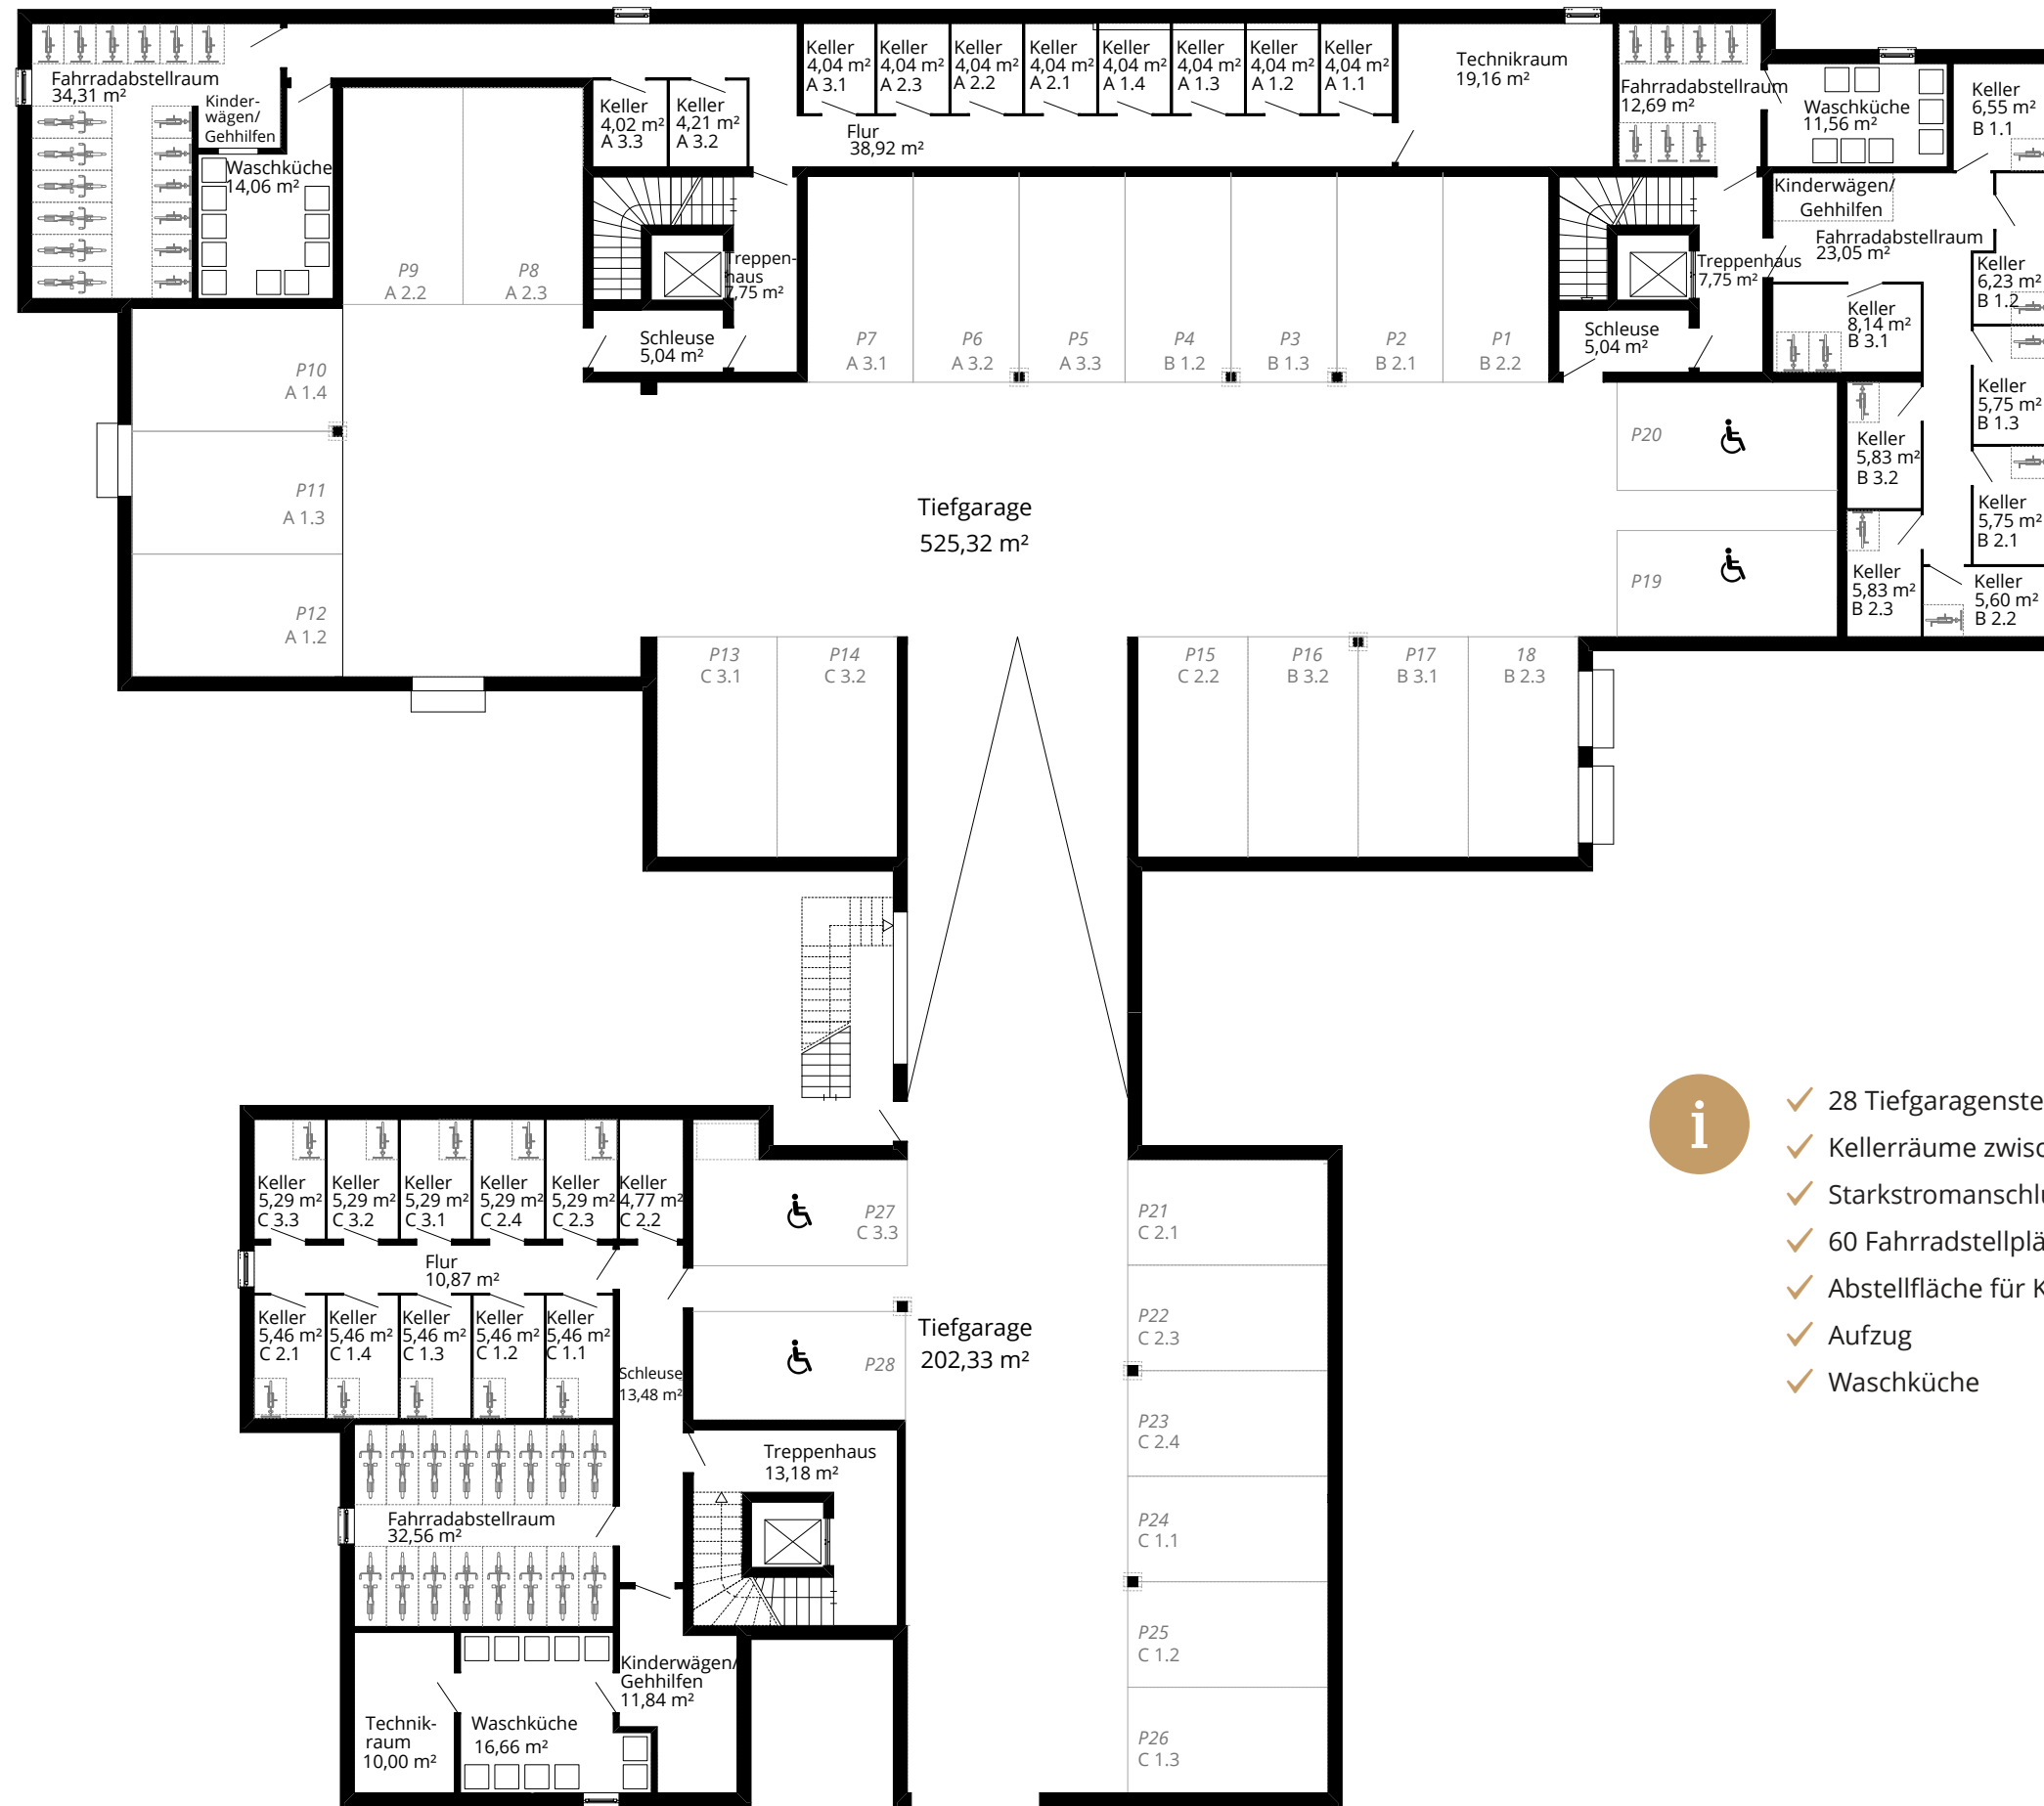 Fahrradabstellraum
34,31 m²
Kinder-
wägen/
Gehhilfen
Waschküche
14,06 m²
Keller
4,02 m²
A 3.3
Keller
4,21 m²
A 3.2
Keller
4,04 m²
A 3.1
Keller
4,04 m²
A 2.3
Keller
4,04 m²
A 2.2
Keller
4,04 m²
A 2.1
Keller
4,04 m²
A 1.4
Keller
4,04 m²
A 1.3
Keller
4,04 m²
A 1.2
Keller
4,04 m²
A 1.1
Flur
38,92 m²
Technikraum
19,16 m²
Fahrradabstellraum
12,69 m²
Waschküche
11,56 m²
Keller
6,55 m²
B 1.1
Kinderwägen/
Gehhilfen
Fahrradabstellraum
23,05 m²
Keller
6,23 m²
B 1.2
Keller
8,14 m²
B 3.1
Keller
5,75 m²
B 1.3
Keller
5,83 m²
B 3.2
Keller
5,75 m²
B 2.1
Keller
5,83 m²
B 2.3
Keller
5,60 m²
B 2.2
Treppen-
haus
7,75 m²
Schleuse
5,04 m²
Treppenhaus
7,75 m²
Schleuse
5,04 m²
P9
A 2.2
P8
A 2.3
P7
A 3.1
P6
A 3.2
P5
A 3.3
P4
B 1.2
P3
B 1.3
P2
B 2.1
P1
B 2.2
P10
A 1.4
P11
A 1.3
P12
A 1.2
P20
P19
Tiefgarage
525,32 m²
P13
C 3.1
P14
C 3.2
P15
C 2.2
P16
B 3.2
P17
B 3.1
18
B 2.3
i
28 Tiefgaragenste
Kellerräume zwisc
Starkstromanschlu
60 Fahrradstellplä
Abstellfläche für K
Aufzug
Waschküche
Keller
5,29 m²
C 3.3
Keller
5,29 m²
C 3.2
Keller
5,29 m²
C 3.1
Keller
5,29 m²
C 2.4
Keller
5,29 m²
C 2.3
Keller
4,77 m²
C 2.2
Flur
10,87 m²
Keller
5,46 m²
C 2.1
Keller
5,46 m²
C 1.4
Keller
5,46 m²
C 1.3
Keller
5,46 m²
C 1.2
Keller
5,46 m²
C 1.1
Schleuse
13,48 m²
P27
C 3.3
P28
Tiefgarage
202,33 m²
P21
C 2.1
P22
C 2.3
P23
C 2.4
P24
C 1.1
P25
C 1.2
P26
C 1.3
Treppenhaus
13,18 m²
Fahrradabstellraum
32,56 m²
Kinderwägen/
Gehhilfen
11,84 m²
Technik-
raum
10,00 m²
Waschküche
16,66 m²